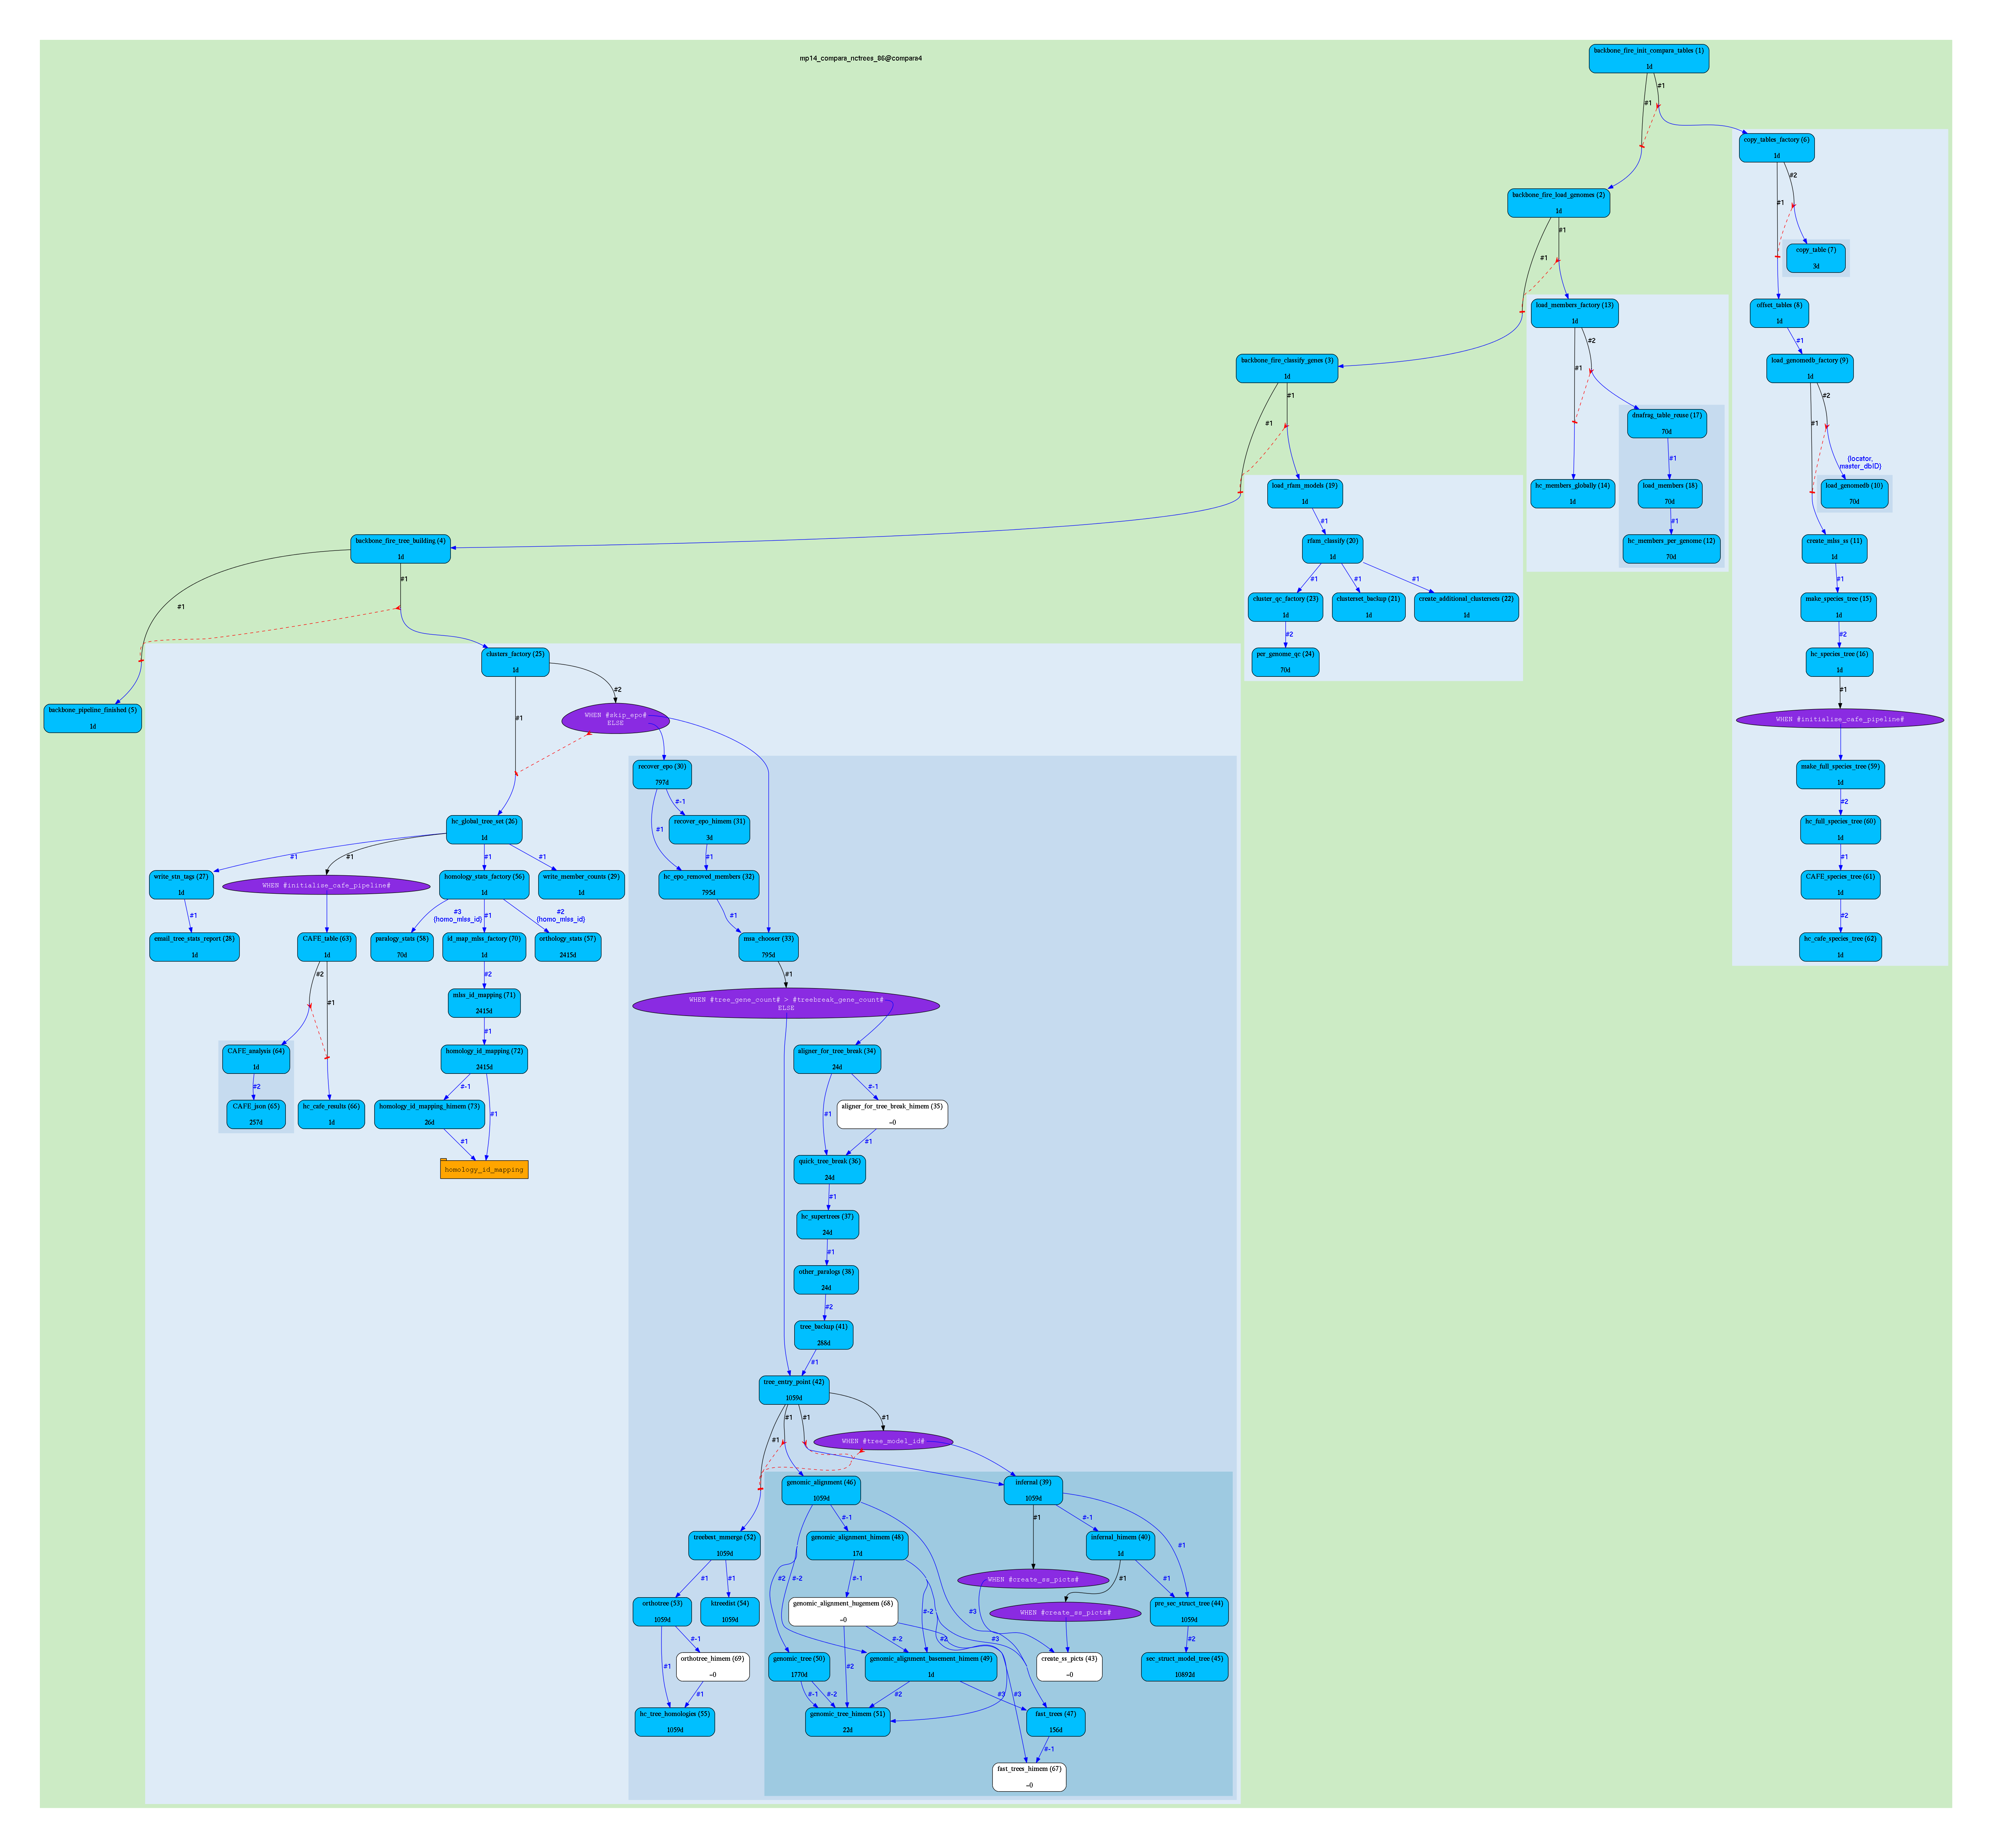 mp14_compara_nctrees_86@compara4
backbone_fire_init_compara_tables (1)
1d
#1
#1
copy_tables_factory (6)
1d
#2
#1
backbone_fire_load_genomes (2)
1d
#1
#1
copy_table (7)
3d
load_members_factory (13)
1d
#2
#1
offset_tables (8)
1d
#1
backbone_fire_classify_genes (3)
1d
#1
#1
load_genomedb_factory (9)
1d
#2
#1
(locator,
master_dbID)
dnafrag_table_reuse (17)
70d
#1
load_rfam_models (19)
1d
#1
hc_members_globally (14)
1d
load_members (18)
70d
#1
load_genomedb (10)
70d
backbone_fire_tree_building (4)
1d
#1
#1
rfam_classify (20)
1d
#1
#1
#1
hc_members_per_genome (12)
70d
create_mlss_ss (11)
1d
#1
cluster_qc_factory (23)
1d
#2
clusterset_backup (21)
1d
create_additional_clustersets (22)
1d
make_species_tree (15)
1d
#2
clusters_factory (25)
1d
#2
#1
per_genome_qc (24)
70d
hc_species_tree (16)
1d
#1
backbone_pipeline_finished (5)
1d
WHEN #skip_epo#
ELSE
WHEN #initialise_cafe_pipeline#
recover_epo (30)
797d
#-1
#1
make_full_species_tree (59)
1d
#2
hc_global_tree_set (26)
1d
#1
#1
#1
#1
recover_epo_himem (31)
3d
#1
hc_full_species_tree (60)
1d
#1
write_stn_tags (27)
1d
#1
WHEN #initialise_cafe_pipeline#
homology_stats_factory (56)
1d
#3
(homo_mlss_id)
#1
#2
(homo_mlss_id)
write_member_counts (29)
1d
hc_epo_removed_members (32)
795d
#1
CAFE_species_tree (61)
1d
#2
email_tree_stats_report (28)
1d
CAFE_table (63)
1d
#2
#1
paralogy_stats (58)
70d
id_map_mlss_factory (70)
1d
#2
orthology_stats (57)
2415d
msa_chooser (33)
795d
#1
hc_cafe_species_tree (62)
1d
mlss_id_mapping (71)
2415d
#1
WHEN #tree_gene_count# > #treebreak_gene_count#
ELSE
CAFE_analysis (64)
1d
#2
homology_id_mapping (72)
2415d
#-1
#1
aligner_for_tree_break (34)
24d
#-1
#1
CAFE_json (65)
257d
hc_cafe_results (66)
1d
homology_id_mapping_himem (73)
26d
#1
aligner_for_tree_break_himem (35)
=0
#1
homology_id_mapping
quick_tree_break (36)
24d
#1
hc_supertrees (37)
24d
#1
other_paralogs (38)
24d
#2
tree_backup (41)
288d
#1
tree_entry_point (42)
1059d
#1
#1
#1
#1
WHEN #tree_model_id#
genomic_alignment (46)
1059d
#-1
#2
#-2
#3
infernal (39)
1059d
#1
#-1
#1
treebest_mmerge (52)
1059d
#1
#1
genomic_alignment_himem (48)
17d
#-1
#-2
#2
#3
infernal_himem (40)
1d
#1
#1
WHEN #create_ss_picts#
orthotree (53)
1059d
#-1
#1
ktreedist (54)
1059d
genomic_alignment_hugemem (68)
=0
#-2
#2
#3
WHEN #create_ss_picts#
pre_sec_struct_tree (44)
1059d
#2
orthotree_himem (69)
=0
#1
genomic_tree (50)
1770d
#-1
#-2
genomic_alignment_basement_himem (49)
1d
#2
#3
create_ss_picts (43)
=0
sec_struct_model_tree (45)
10892d
hc_tree_homologies (55)
1059d
genomic_tree_himem (51)
22d
fast_trees (47)
156d
#-1
fast_trees_himem (67)
=0